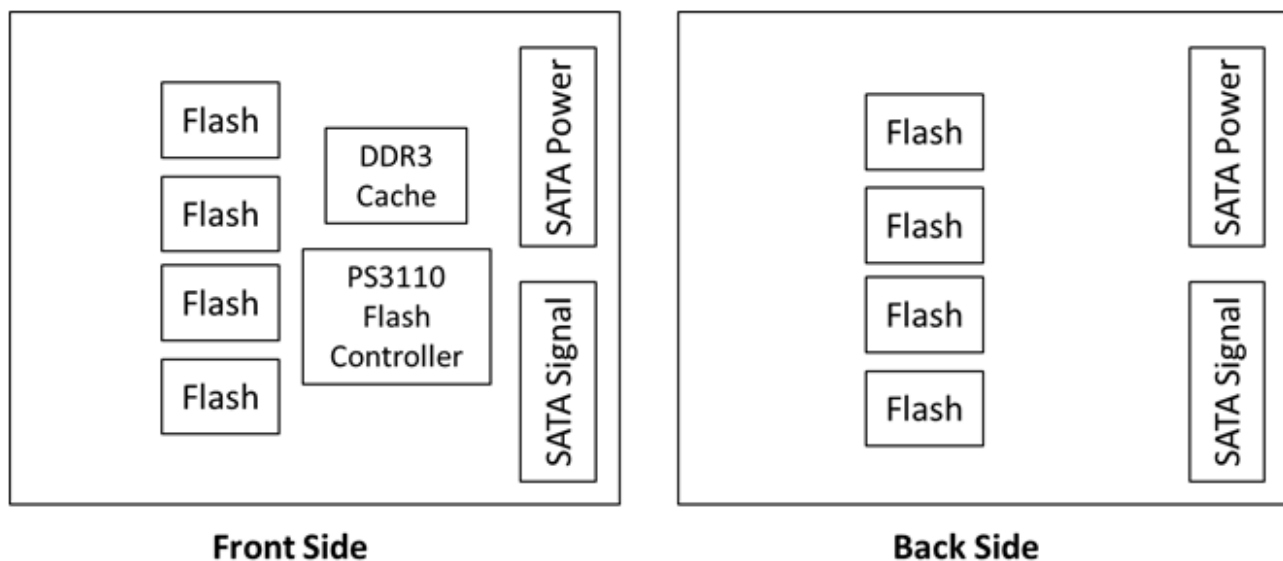 Flash
Flash
Flash
Flash
DDR3
Cache
PS3110
Flash
Controller
SATA Power
SATA Signal
Front Side
Flash
Flash
Flash
Flash
SATA Power
SATA Signal
Back Side